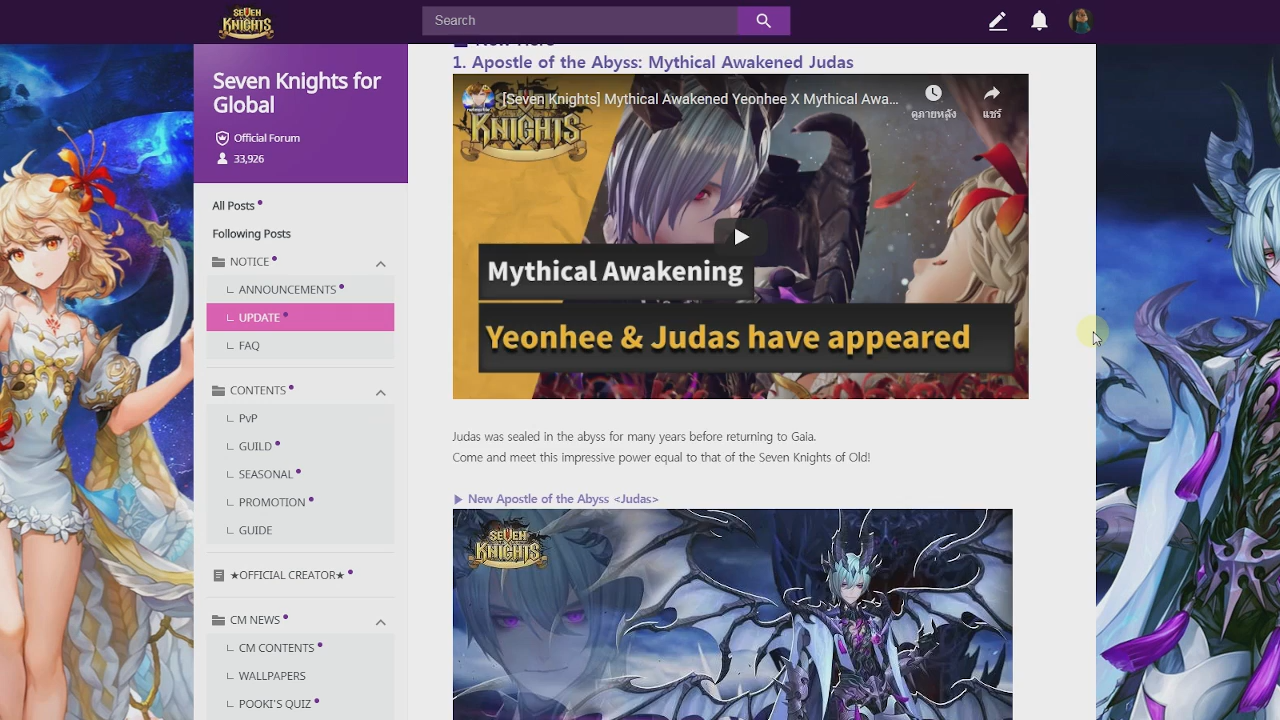 SEVEN
KNIGHTS
Search
Seven Knights for
Global
Official Forum
33,926
All Posts
Following Posts
NOTICE
ANNOUNCEMENTS
UPDATE
FAQ
CONTENTS
PvP
GUILD
SEASONAL
PROMOTION
GUIDE
★OFFICIAL CREATOR★
CM NEWS
CM CONTENTS
WALLPAPERS
POOKI'S QUIZ
New Hero
1. Apostle of the Abyss: Mythical Awakened Judas
[Seven Knights] Mythical Awakened Yeonhee X Mythical Awa...
ดูภายหลัง
แชร์
SEVEN
KNIGHTS
Mythical Awakening
Yeonhee & Judas have appeared
Judas was sealed in the abyss for many years before returning to Gaia.
Come and meet this impressive power equal to that of the Seven Knights of Old!
▶ New Apostle of the Abyss <Judas>
SEVEN
KNIGHTS